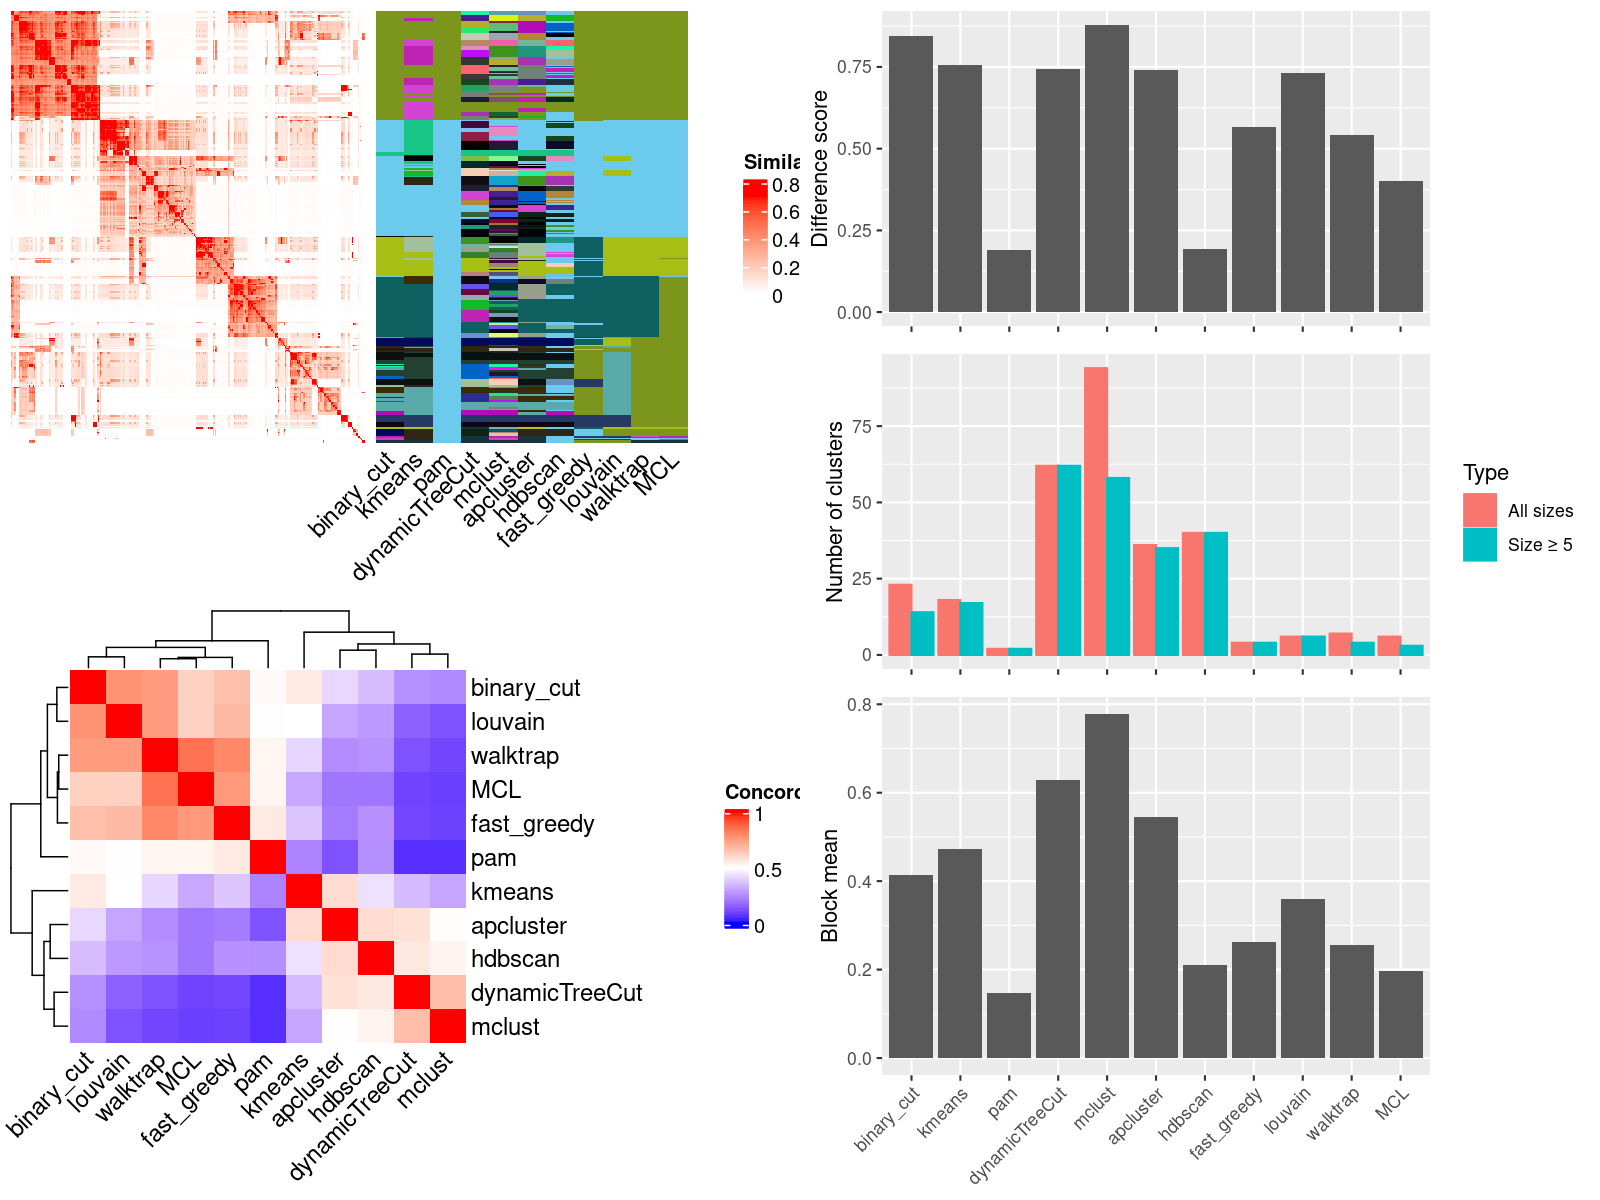 Simila
0.8
0.6
0.4
0.2
0
binary_cut
kmeans
pam
dynamicTreeCut
mclust
apcluster
hdbscan
fast_greedy
louvain
walktrap
MCL
binary_cut
louvain
walktrap
MCL
fast_greedy
pam
kmeans
apcluster
hdbscan
dynamicTreeCut
mclust
Concord
1
0.5
0
binary_cut
louvain
walktrap
MCL
fast_greedy
pam
kmeans
apcluster
hdbscan
dynamicTreeCut
mclust
Difference score
0.75
0.50
0.25
0.00
Number of clusters
75
50
25
0
Type
All sizes
Size ≥ 5
Block mean
0.8
0.6
0.4
0.2
0.0
binary_cut
kmeans
pam
dynamicTreeCut
mclust
apcluster
hdbscan
fast_greedy
louvain
walktrap
MCL